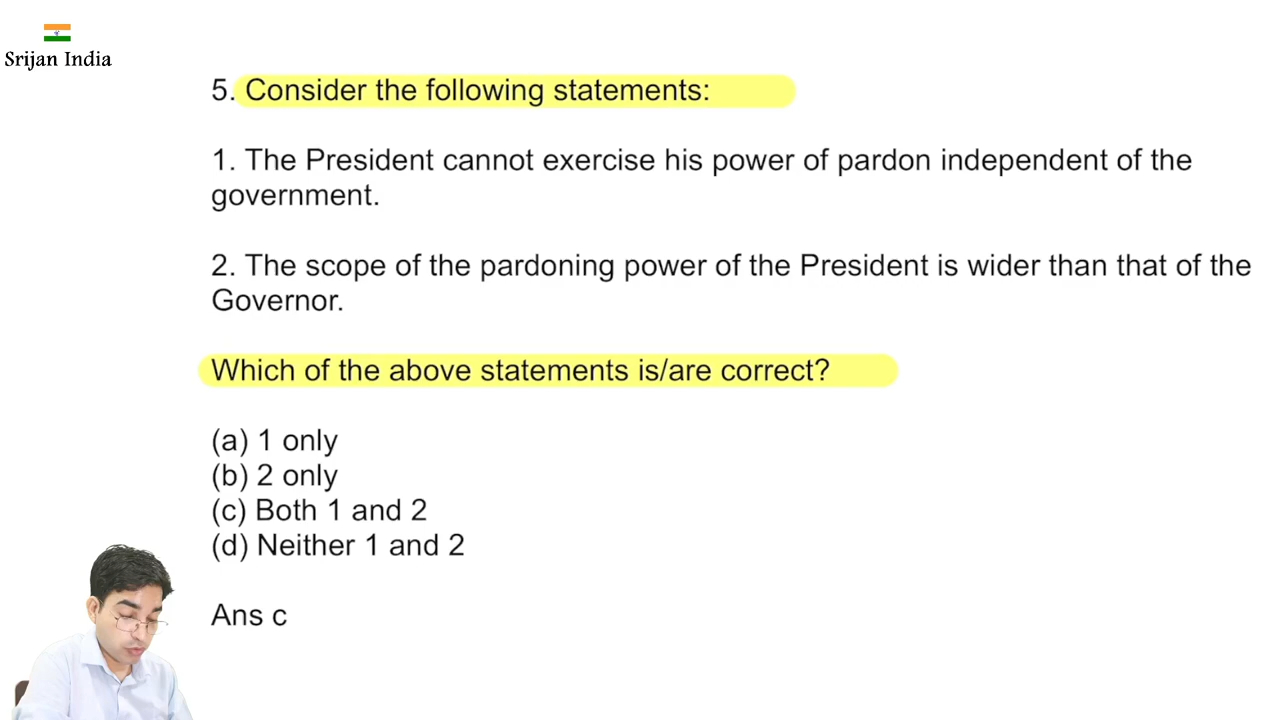 Srijan India
5. Consider the following statements:
1. The President cannot exercise his power of pardon independent of the
government.
2. The scope of the pardoning power of the President is wider than that of the
Governor.
Which of the above statements is/are correct?
(a) 1 only
(b) 2 only
(c) Both 1 and 2
(d) Neither 1 and 2
Ans c